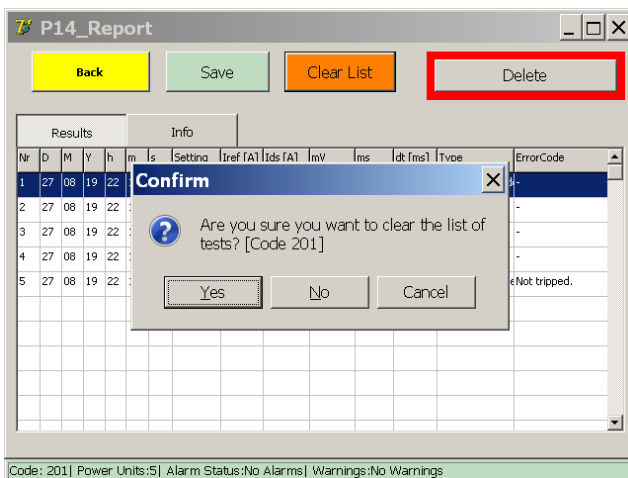 P14_Report
Back Save Clear List Delete
Results Info
Nr D M Y h m s Setting Iref [A] Ids [A] mV ms dt [ms] Type ErrorCode
1 27 08 19 22 -
2 27 08 19 22 -
3 27 08 19 22 -
4 27 08 19 22 -
5 27 08 19 22 Not tripped.
Confirm
Are you sure you want to clear the list of
tests? [Code 201]
Yes No Cancel
Code: 201| Power Units:5| Alarm Status:No Alarms| Warnings:No Warnings